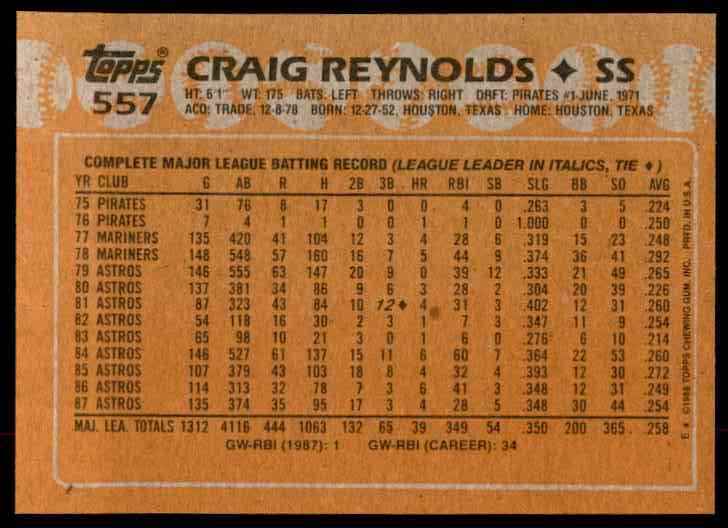 Topps® CRAIG REYNOLDS ✦ SS
557 HT: 6'1" WT: 175 BATS: LEFT THROWS: RIGHT DRFT: PIRATES #1-JUNE, 1971
ACQ: TRADE, 12-8-78 BORN: 12-27-52, HOUSTON, TEXAS HOME: HOUSTON, TEXAS
COMPLETE MAJOR LEAGUE BATTING RECORD (LEAGUE LEADER IN ITALICS, TIE ♦)
YR CLUB G AB R H 2B 3B HR RBI SB SLG BB SO AVG
75 PIRATES 31 76 8 17 3 0 0 4 0 .263 3 5 .224
76 PIRATES 7 4 1 1 0 0 1 1 0 1.000 0 0 .250
77 MARINERS 135 420 41 104 12 3 4 28 6 .319 15 23 .248
78 MARINERS 148 548 57 160 16 7 5 44 9 .374 36 41 .292
79 ASTROS 146 555 63 147 20 9 0 39 12 .333 21 49 .265
80 ASTROS 137 381 34 86 9 6 3 28 2 .304 20 39 .226
81 ASTROS 87 323 43 84 10 12♦ 4 31 3 .402 12 31 .260
82 ASTROS 54 118 16 30 2 3 1 7 3 .347 11 9 .254
83 ASTROS 65 98 10 21 3 0 1 6 0 .276 6 10 .214
84 ASTROS 146 527 61 137 15 11 6 60 7 .364 22 53 .260
85 ASTROS 107 379 43 103 18 8 4 32 4 .393 12 30 .272
86 ASTROS 114 313 32 78 7 3 6 41 3 .348 12 31 .249
87 ASTROS 135 374 35 95 17 3 4 28 5 .348 30 44 .254
MAJ. LEA. TOTALS 1312 4116 444 1063 132 65 39 349 54 .350 200 365 .258
GW-RBI (1987): 1 GW-RBI (CAREER): 34
E ♦ ©1988 TOPPS CHEWING GUM, INC. PRTD. IN U.S.A.